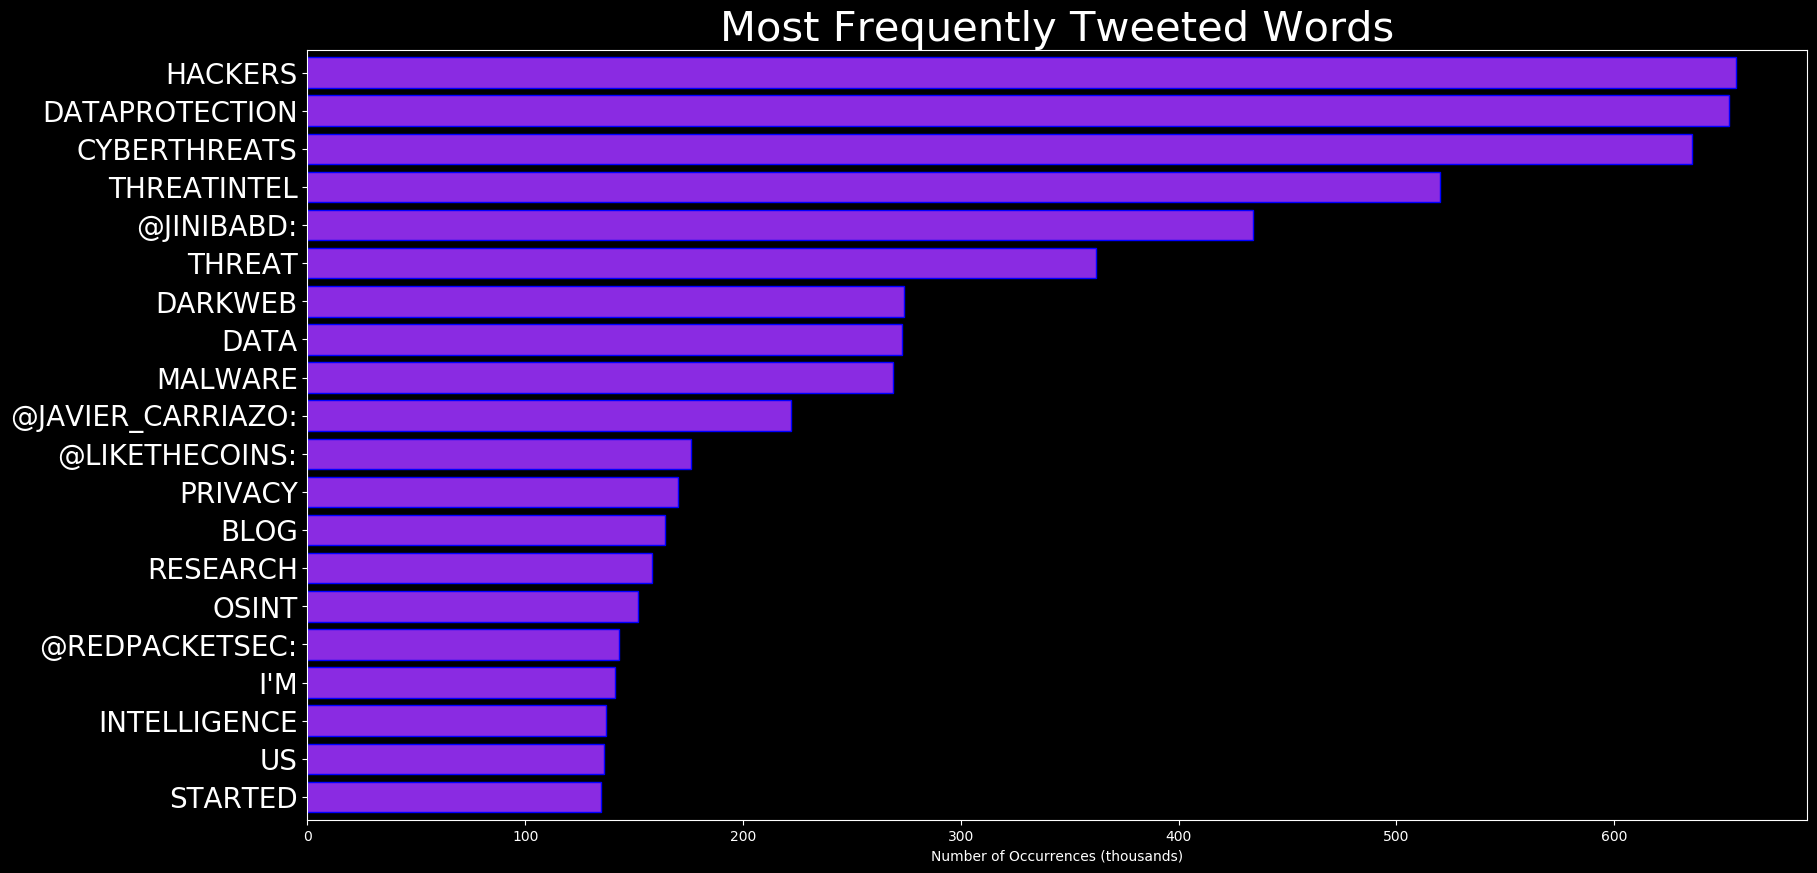 Most Frequently Tweeted Words
HACKERS
DATAPROTECTION
CYBERTHREATS
THREATINTEL
@JINIBABD:
THREAT
DARKWEB
DATA
MALWARE
@JAVIER_CARRIAZO:
@LIKETHECOINS:
PRIVACY
BLOG
RESEARCH
OSINT
@REDPACKETSEC:
I'M
INTELLIGENCE
US
STARTED
0 100 200 300 400 500 600
Number of Occurrences (thousands)